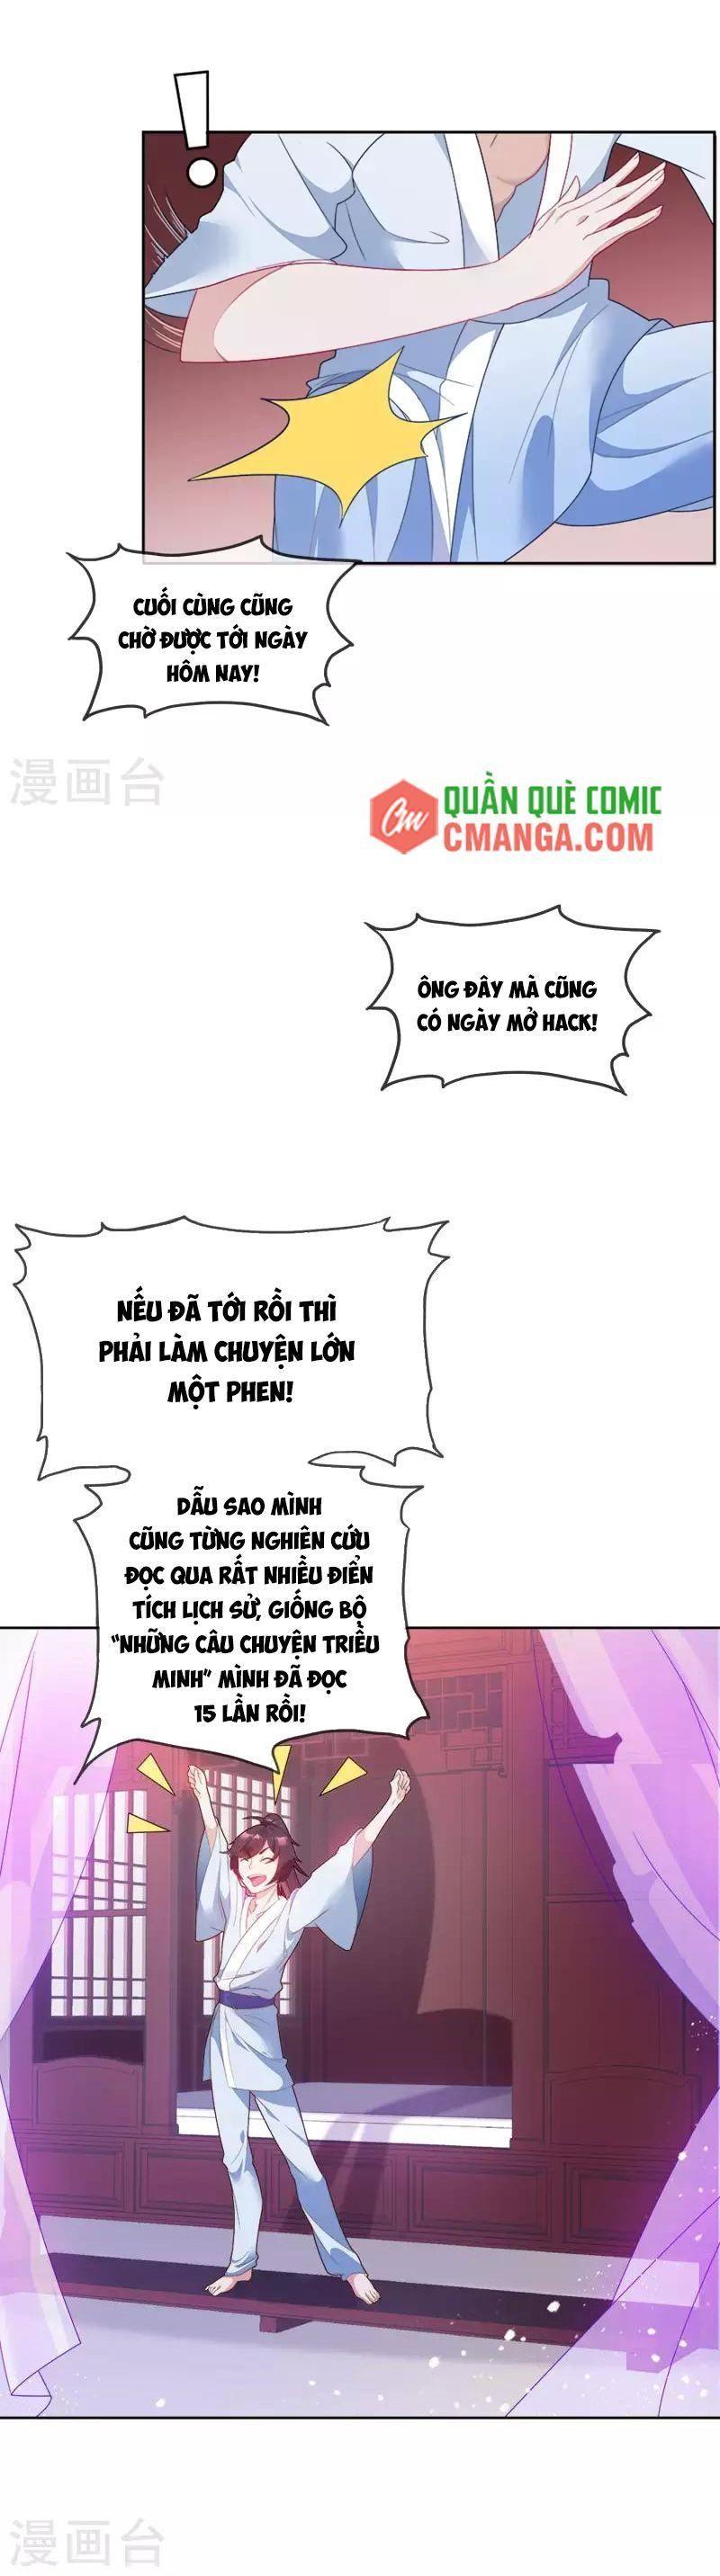 !
CUỐI CÙNG CŨNG
CHỜ ĐƯỢC TỚI NGÀY
HÔM NAY!
漫画台
Cm
QUẦN QUÈ COMIC
CMANGA.COM
ÔNG ĐÂY MÀ CŨNG
CÓ NGÀY MỞ HACK!
NẾU ĐÃ TỚI RỒI THÌ
PHẢI LÀM CHUYỆN LỚN
MỘT PHEN!
DẪU SAO MÌNH
CŨNG TỪNG NGHIÊN CỨU
ĐỌC QUA RẤT NHIỀU ĐIỂN
TÍCH LỊCH SỬ, GIỐNG BỘ
“NHỮNG CÂU CHUYỆN TRIỀU
MINH” MÌNH ĐÃ ĐỌC
15 LẦN RỒI!
漫画台